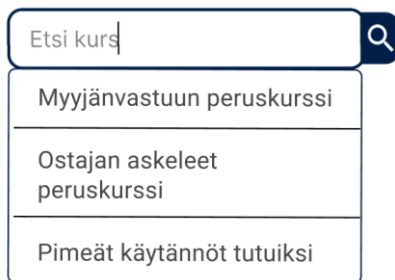 Etsi kurs
Myyjänvastuun peruskurssi
Ostajan askeleet
peruskurssi
Pimeät käytännöt tutuiksi